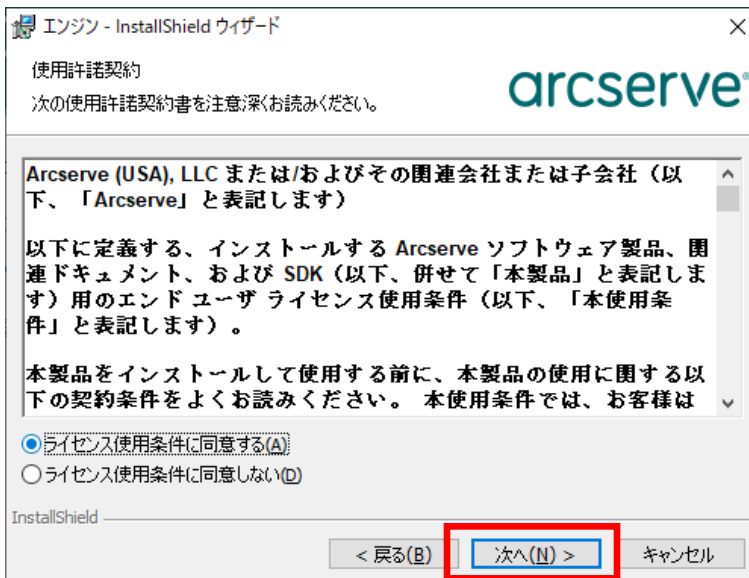 エンジン - InstallShield ウィザード
使用許諾契約
次の使用許諾契約書を注意深くお読みください。
arcserve®
Arcserve (USA), LLC または/およびその関連会社または子会社（以
下、「Arcserve」と表記します）
以下に定義する、インストールする Arcserve ソフトウェア製品、関
連ドキュメント、および SDK（以下、併せて「本製品」と表記しま
す）用のエンド ユーザ ライセンス使用条件（以下、「本使用条
件」と表記します）。
本製品をインストールして使用する前に、本製品の使用に関する以
下の契約条件をよくお読みください。 本使用条件では、お客様は
ライセンス使用条件に同意する(A)
ライセンス使用条件に同意しない(D)
InstallShield
< 戻る(B)
次へ(N) >
キャンセル